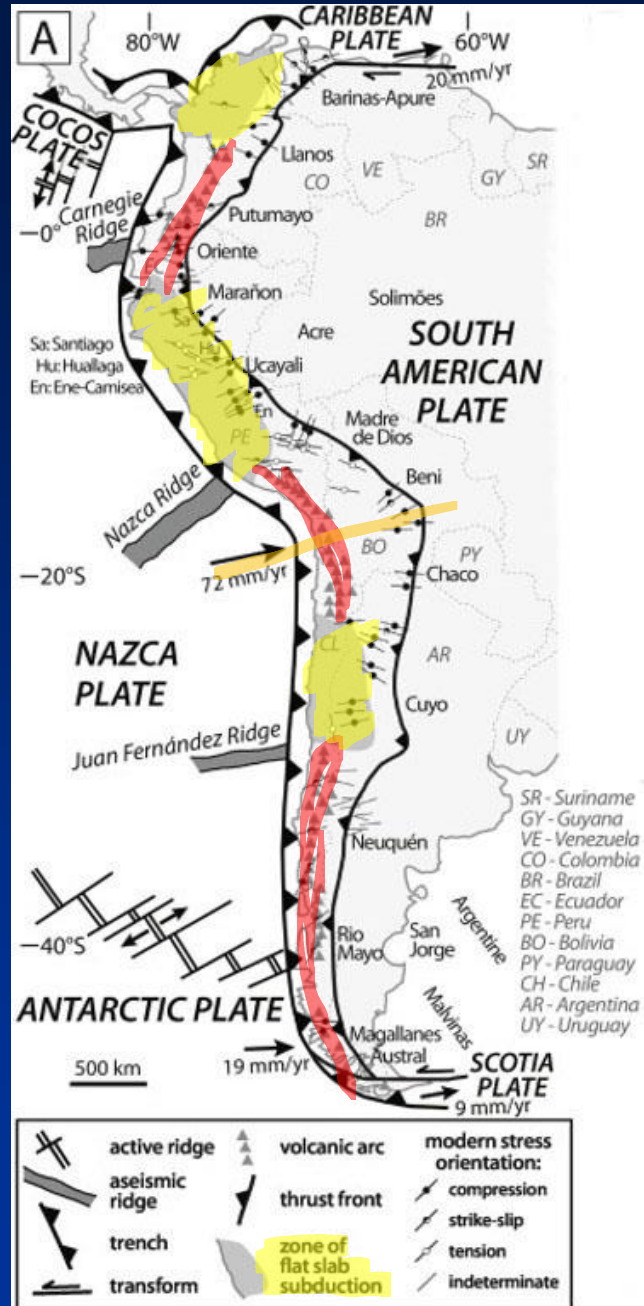 A
80°W
CARIBBEAN
PLATE
60°W
20 mm/yr
Barinas-Apure
COCOS
PLATE
Llanos
CO
VE
GY
SR
Carnegie
Ridge
Putumayo
BR
0°
Oriente
Marañon
Solimões
Sa
Acre
Sa: Santiago
Hu: Huallaga
En: Ene-Camisea
Hu
Ucayali
En
SOUTH
AMERICAN
PLATE
PE
Madre
de Dios
Nazca Ridge
Beni
BO
PY
20°S
72 mm/yr
Chaco
CL
NAZCA
PLATE
AR
Cuyo
UY
Juan Fernández Ridge
Neuquén
SR - Suriname
GY - Guyana
VE - Venezuela
CO - Colombia
BR - Brazil
EC - Ecuador
PE - Peru
BO - Bolivia
PY - Paraguay
CH - Chile
AR - Argentina
UY - Uruguay
40°S
Rio
Mayo
San
Jorge
Argentine
Malvinas
ANTARCTIC PLATE
Magallanes
Austral
500 km
19 mm/yr
SCOTIA
PLATE
9 mm/yr
active ridge
aseismic
ridge
trench
transform
volcanic arc
thrust front
zone of
flat slab
subduction
modern stress
orientation:
compression
strike-slip
tension
indeterminate